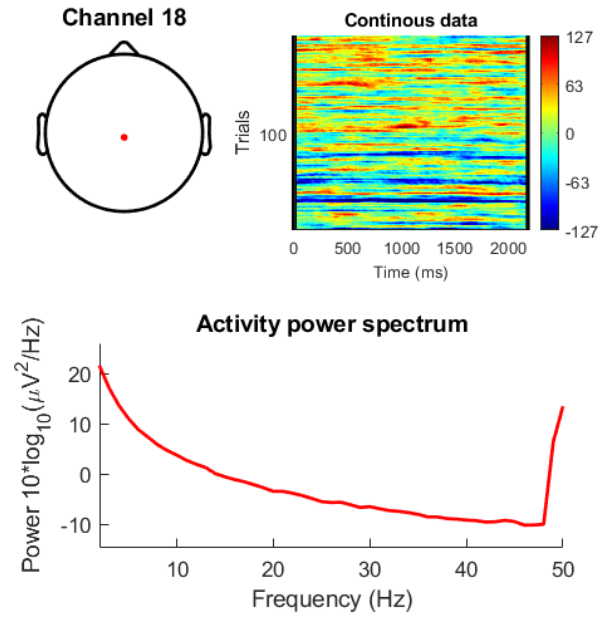 Channel 18
Continous data
Trials
100
127
63
0
-63
-127
0 500 1000 1500 2000
Time (ms)
Activity power spectrum
Power 10*log10(μV²/Hz)
20
10
0
-10
10 20 30 40 50
Frequency (Hz)